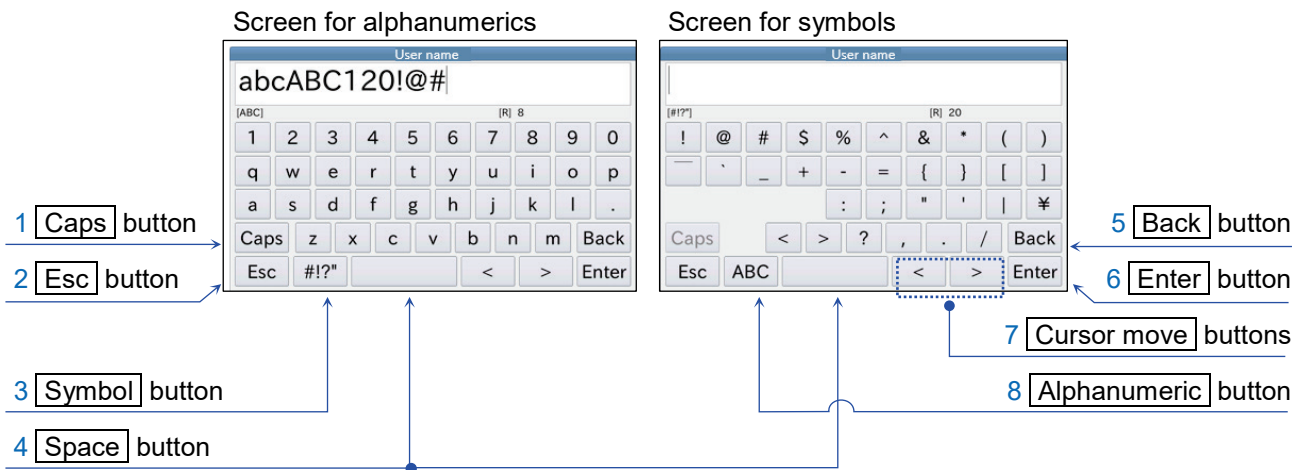 Screen for alphanumerics
Screen for symbols
User name
abcABC120!@#
[ABC] [R] 8
1 2 3 4 5 6 7 8 9 0
q w e r t y u i o p
a s d f g h j k l .
Caps z x c v b n m Back
Esc #!?" < > Enter
User name
[#!?"] [R] 20
! @ # $ % ^ & * ( )
‾ ` _ + - = { } [ ]
: ; " ' | ¥
Caps < > ? , . / Back
Esc ABC < > Enter
1 Caps button
2 Esc button
3 Symbol button
4 Space button
5 Back button
6 Enter button
7 Cursor move buttons
8 Alphanumeric button